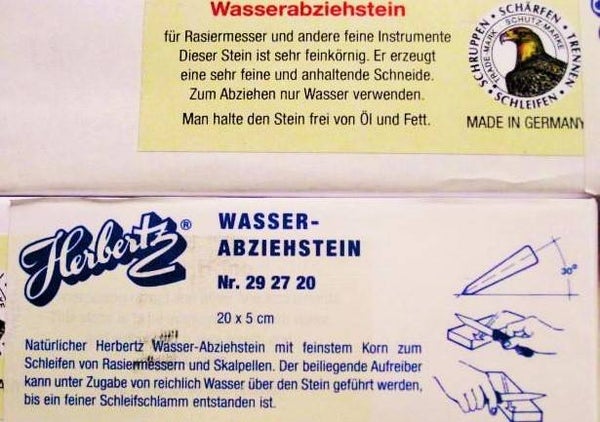 Wasserabziehstein
für Rasiermesser und andere feine Instrumente
Dieser Stein ist sehr feinkörnig. Er erzeugt
eine sehr feine und anhaltende Schneide.
Zum Abziehen nur Wasser verwenden.
Man halte den Stein frei von Öl und Fett.
SCHRUPPEN • SCHÄRFEN • TRENNEN • SCHLEIFEN •
TRADE-MARK SCHUTZ-MARKE
MADE IN GERMANY
Herbertz®
WASSER-
ABZIEHSTEIN
Nr. 29 27 20
20 x 5 cm
30°
Natürlicher Herbertz Wasser-Abziehstein mit feinstem Korn zum
Schleifen von Rasiermessern und Skalpellen. Der beiliegende Aufreiber
kann unter Zugabe von reichlich Wasser über den Stein geführt werden,
bis ein feiner Schleifschlamm entstanden ist.